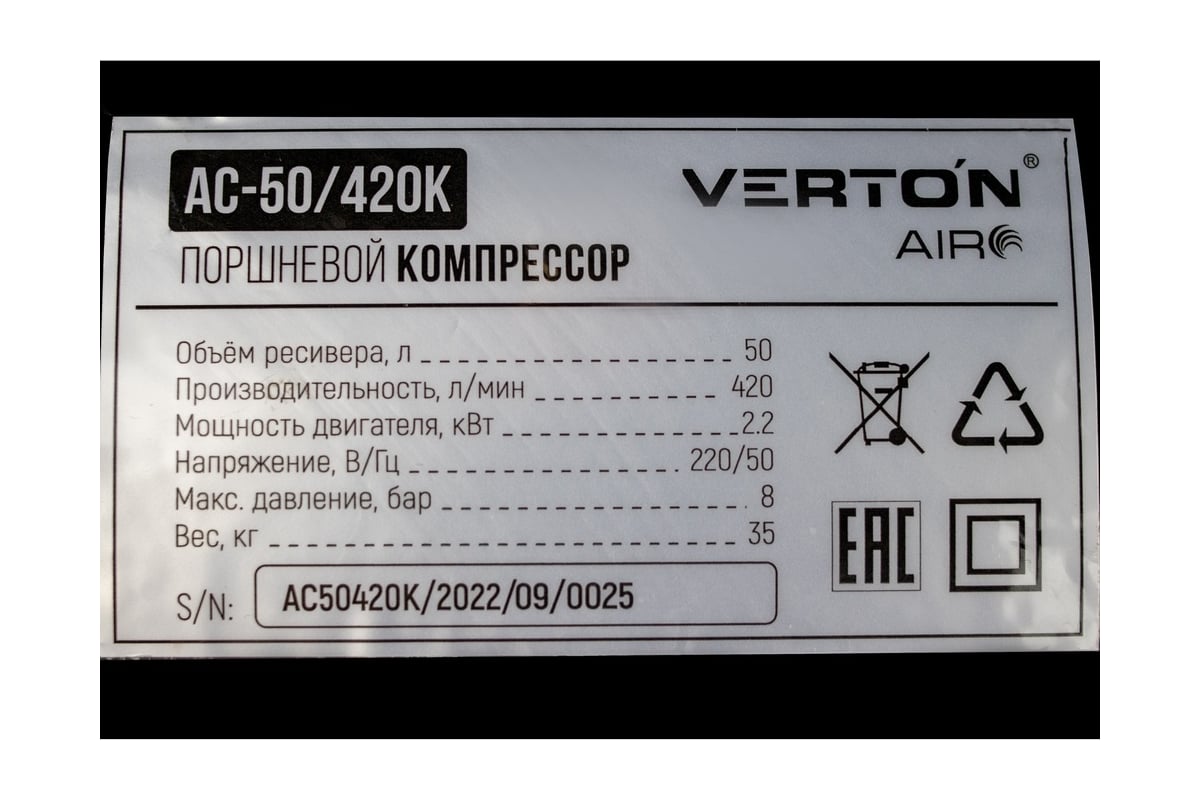 AC-50/420K
VERTÓN®
AIR
ПОРШНЕВОЙ КОМПРЕССОР
Объём ресивера, л 50
Производительность, л/мин 420
Мощность двигателя, кВт 2.2
Напряжение, В/Гц 220/50
Макс. давление, бар 8
Вес, кг 35
EAC
S/N: AC50420K/2022/09/0025